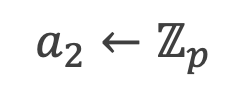 a₂ ← ℤₚ